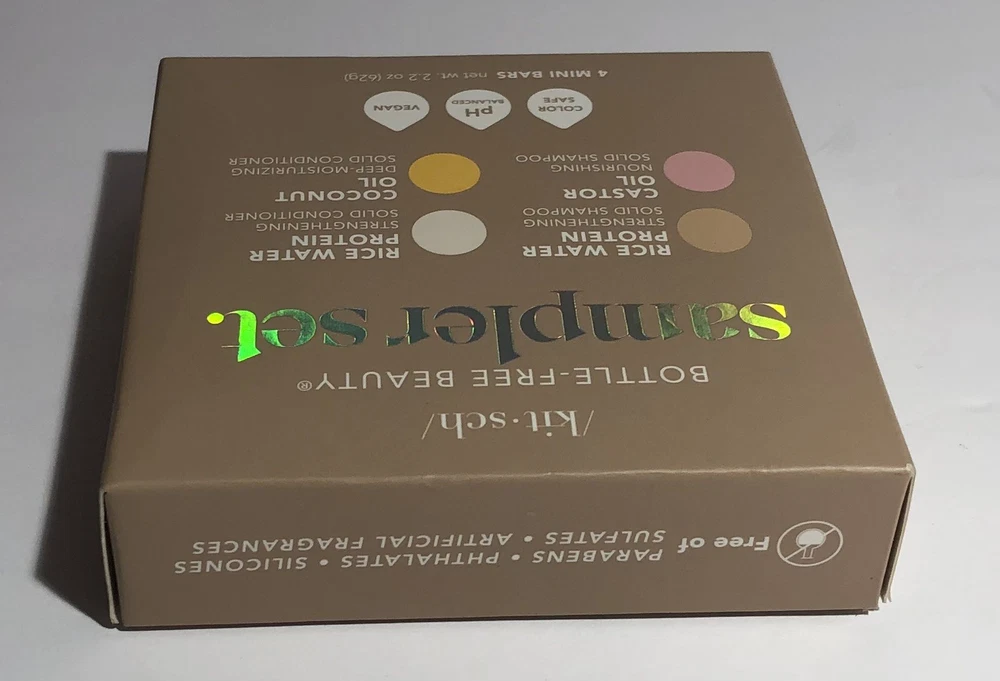 /kit·sch/
BOTTLE-FREE BEAUTY®
sampler set.
RICE WATER
PROTEIN
STRENGTHENING
SOLID SHAMPOO
RICE WATER
PROTEIN
STRENGTHENING
SOLID CONDITIONER
CASTOR
OIL
NOURISHING
SOLID SHAMPOO
COCONUT
OIL
DEEP-MOISTURIZING
SOLID CONDITIONER
COLOR
SAFE
pH
BALANCED
VEGAN
4 MINI BARS net wt. 2.2 oz (62g)
Free of
PARABENS • PHTHALATES • SILICONES
SULFATES • ARTIFICIAL FRAGRANCES